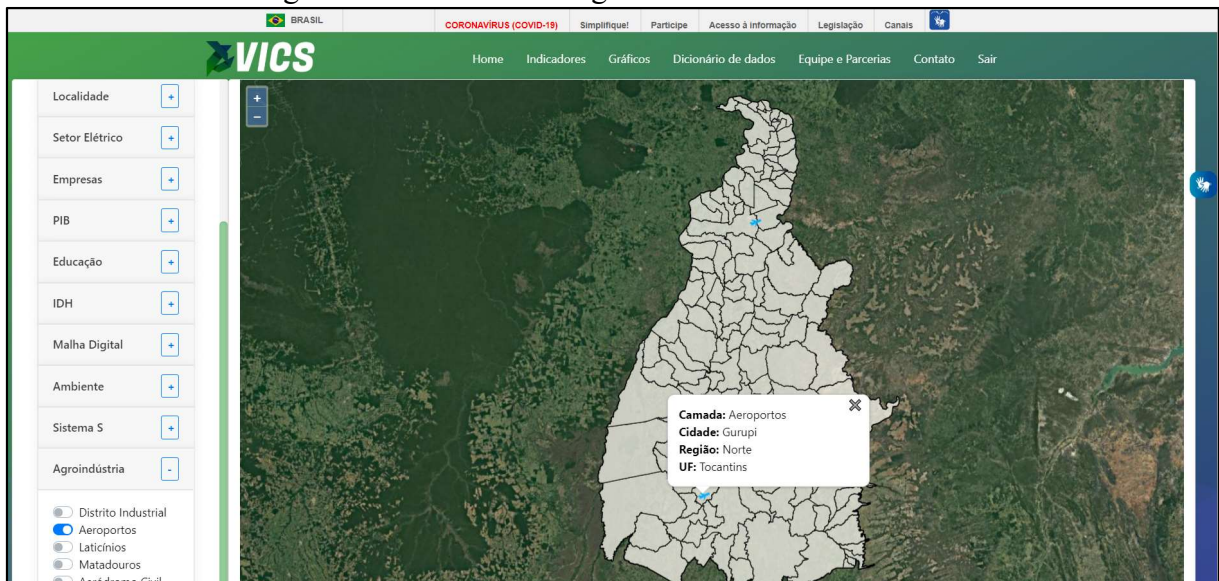 BRASIL
CORONAVÍRUS (COVID-19) Simplifique! Participe Acesso à informação Legislação Canais
VICS
Home Indicadores Gráficos Dicionário de dados Equipe e Parcerias Contato Sair
Localidade +
Setor Elétrico +
Empresas +
PIB +
Educação +
IDH +
Malha Digital +
Ambiente +
Sistema S +
Agroindústria -
Distrito Industrial
Aeroportos
Laticínios
Matadouros
+
−
Camada: Aeroportos
Cidade: Gurupi
Região: Norte
UF: Tocantins